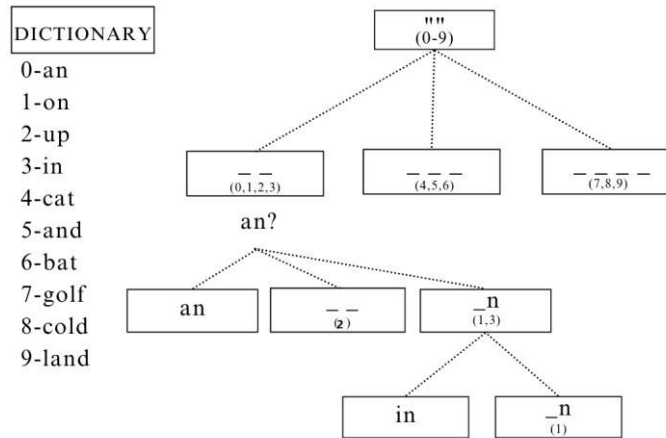 DICTIONARY
0-an
1-on
2-up
3-in
4-cat
5-and
6-bat
7-golf
8-cold
9-land
""
(0-9)
_ _
(0,1,2,3)
_ _ _
(4,5,6)
_ _ _ _
(7,8,9)
an?
an
_ _
(2)
_n
(1,3)
in
_n
(1)